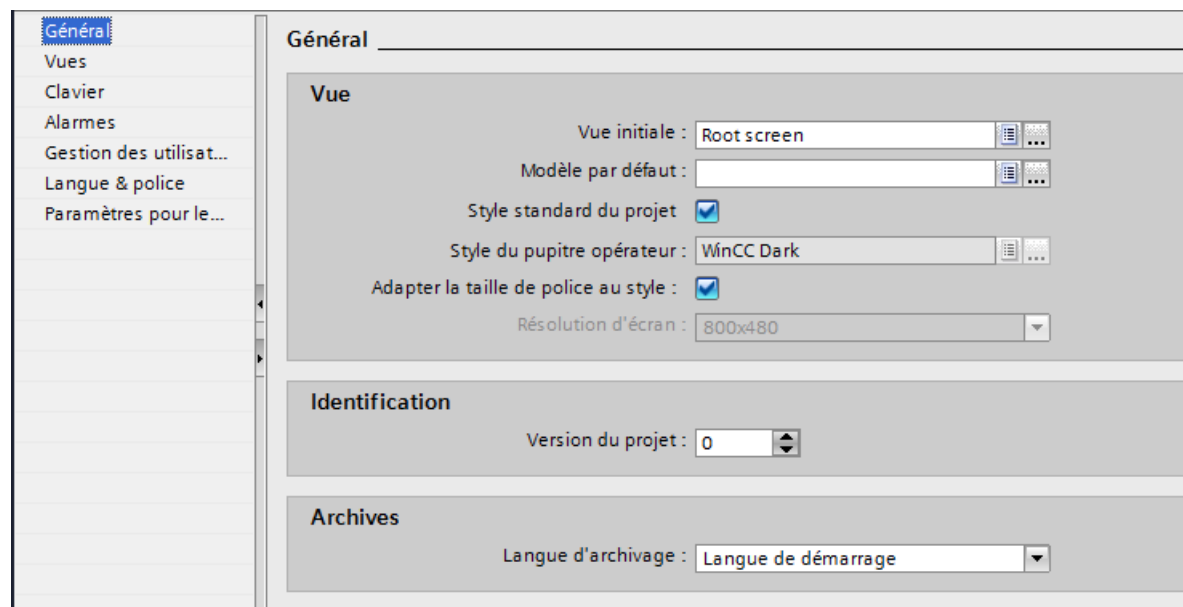 Général
Vues
Clavier
Alarmes
Gestion des utilisat...
Langue & police
Paramètres pour le...
Général
Vue
Vue initiale : Root screen
Modèle par défaut :
Style standard du projet
Style du pupitre opérateur : WinCC Dark
Adapter la taille de police au style :
Résolution d'écran : 800x480
Identification
Version du projet : 0
Archives
Langue d'archivage : Langue de démarrage